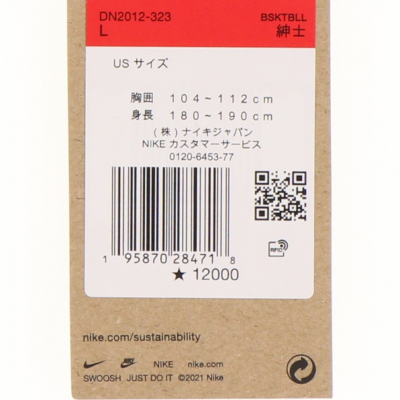 DN2012-323 BSKTBLL
L 紳士
US サイズ
胸囲 104~112cm
身長 180~190cm
(株)ナイキジャパン
NIKE カスタマーサービス
0120-6453-77
RFID
1 95870 28471 8
★ 12000
nike.com/sustainability
NIKE nike.com
SWOOSH JUST DO IT ©2021 Nike